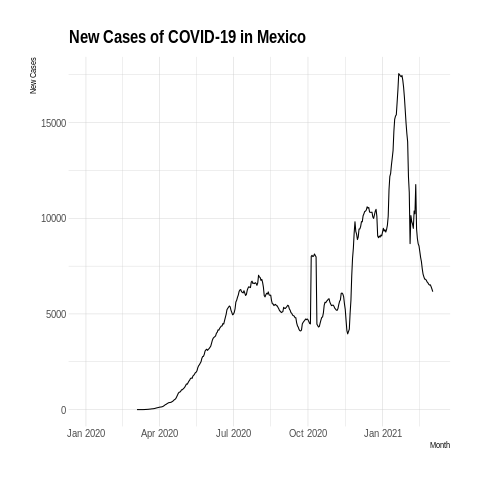 New Cases of COVID-19 in Mexico
New Cases
15000
10000
5000
0
Jan 2020 Apr 2020 Jul 2020 Oct 2020 Jan 2021
Month